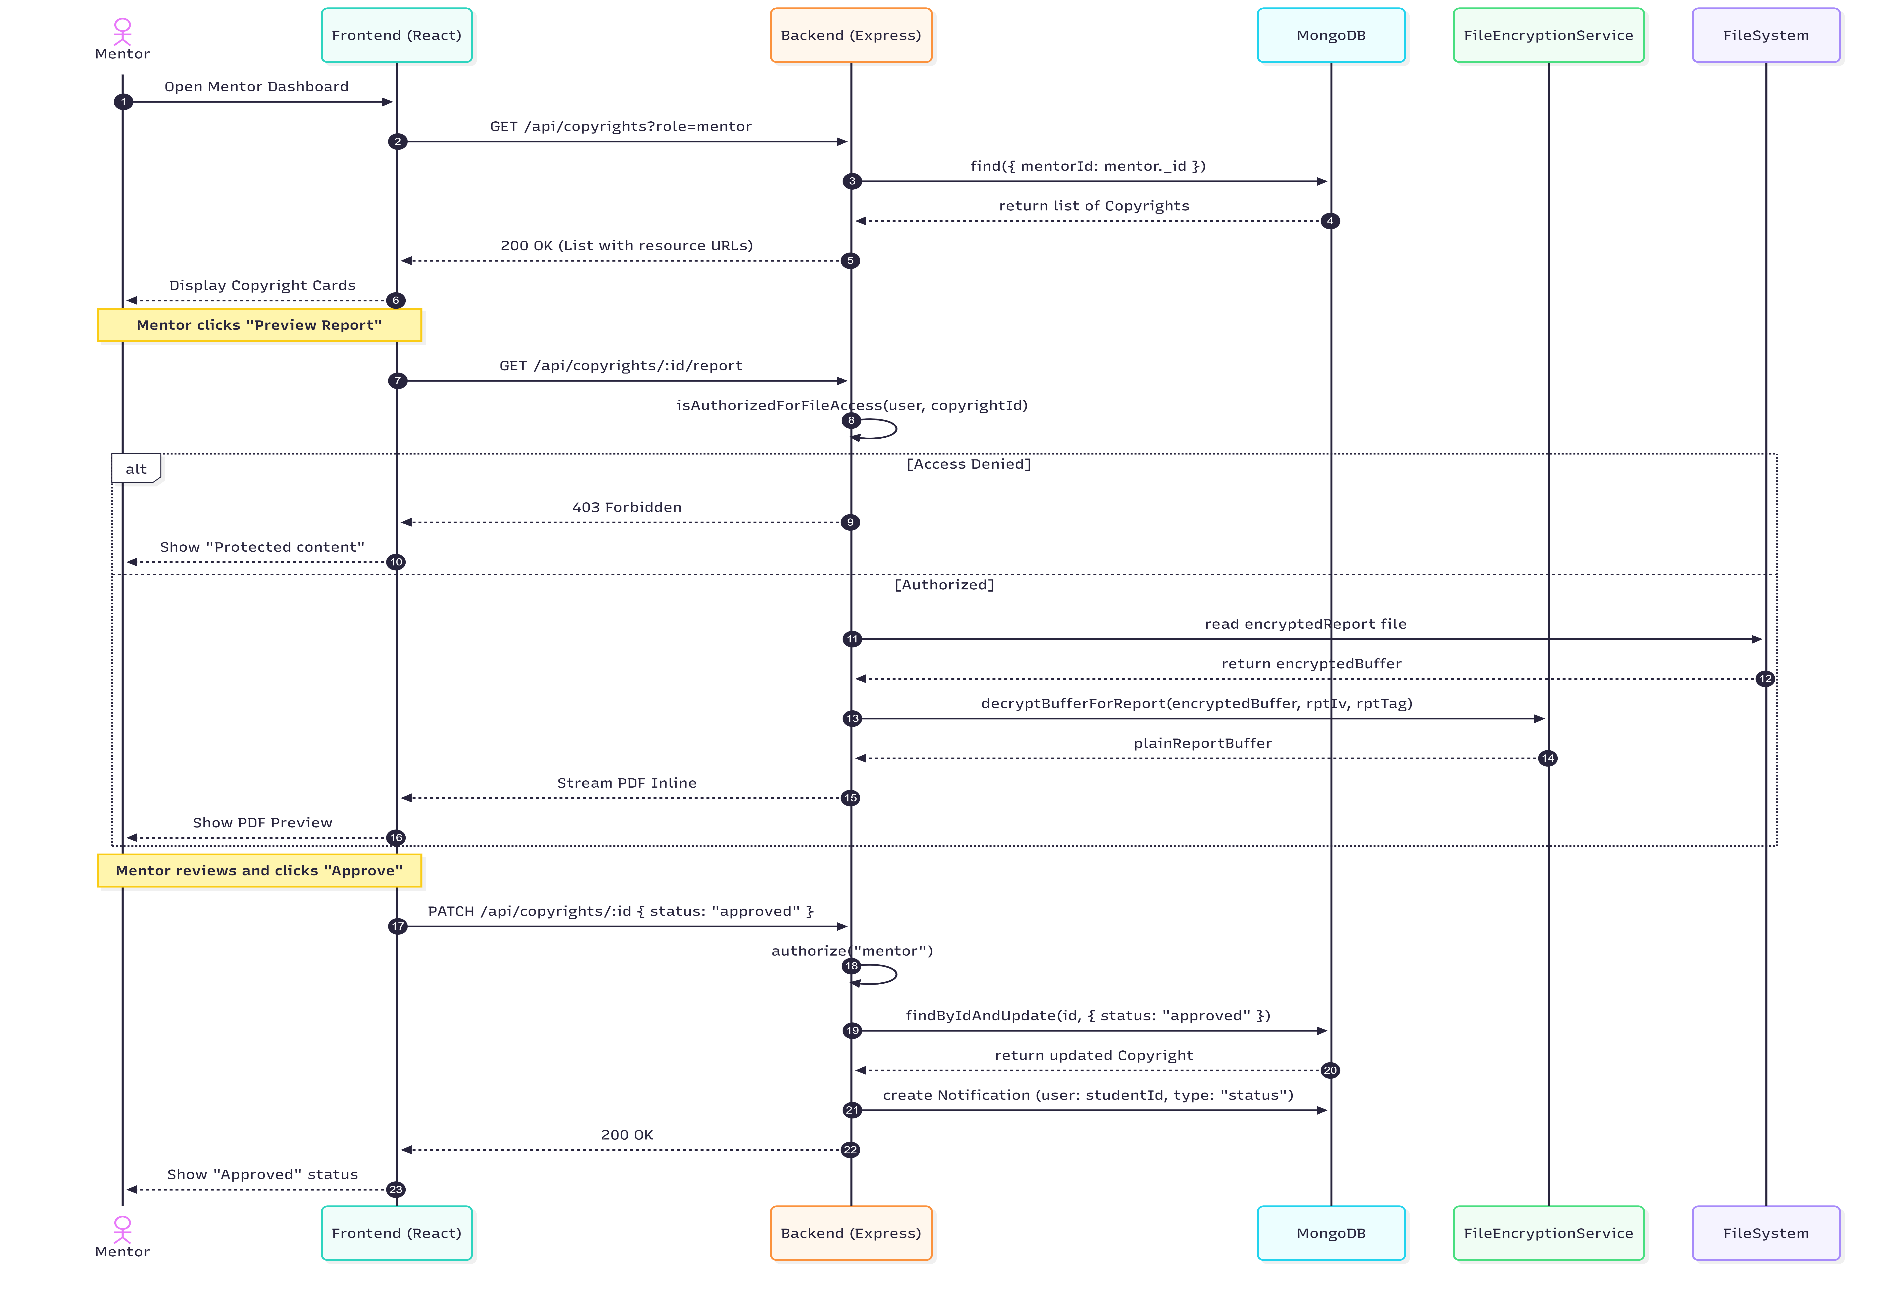 Mentor
Frontend (React)
Backend (Express)
MongoDB
FileEncryptionService
FileSystem
Open Mentor Dashboard
1
GET /api/copyrights?role=mentor
2
find({ mentorId: mentor._id })
3
return list of Copyrights
4
200 OK (List with resource URLs)
5
Display Copyright Cards
6
Mentor clicks "Preview Report"
GET /api/copyrights/:id/report
7
isAuthorizedForFileAccess(user, copyrightId)
8
alt
[Access Denied]
403 Forbidden
9
Show "Protected content"
10
[Authorized]
read encryptedReport file
11
return encryptedBuffer
12
decryptBufferForReport(encryptedBuffer, rptIv, rptTag)
13
plainReportBuffer
14
Stream PDF Inline
15
Show PDF Preview
16
Mentor reviews and clicks "Approve"
PATCH /api/copyrights/:id { status: "approved" }
17
authorize("mentor")
18
findByIdAndUpdate(id, { status: "approved" })
19
return updated Copyright
20
create Notification (user: studentId, type: "status")
21
200 OK
22
Show "Approved" status
23
Mentor
Frontend (React)
Backend (Express)
MongoDB
FileEncryptionService
FileSystem